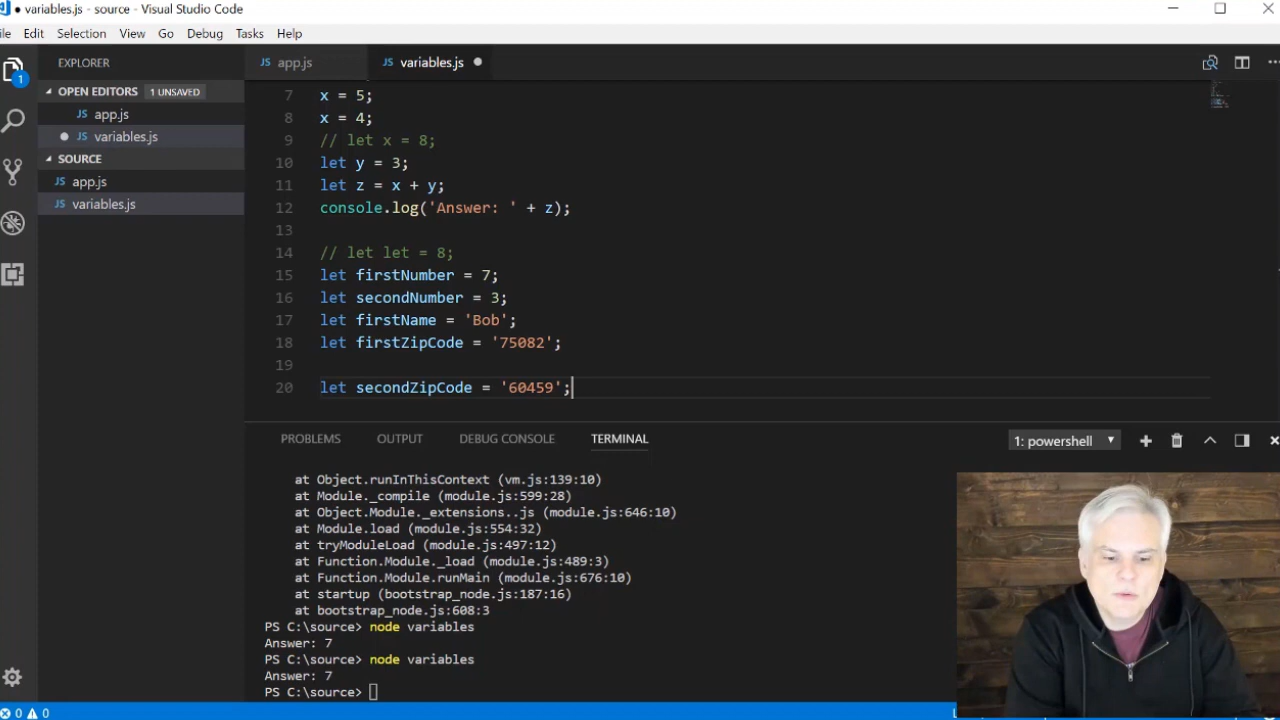 ● variables.js - source - Visual Studio Code
Edit Selection View Go Debug Tasks Help
EXPLORER
app.js
variables.js ●
OPEN EDITORS 1 UNSAVED
JS app.js
● JS variables.js
SOURCE
JS app.js
JS variables.js
1
7 x = 5;
8 x = 4;
9 // let x = 8;
10 let y = 3;
11 let z = x + y;
12 console.log('Answer: ' + z);
13
14 // let let = 8;
15 let firstNumber = 7;
16 let secondNumber = 3;
17 let firstName = 'Bob';
18 let firstZipCode = '75082';
19
20 let secondZipCode = '60459';
PROBLEMS OUTPUT DEBUG CONSOLE TERMINAL
1: powershell
at Object.runInThisContext (vm.js:139:10)
at Module._compile (module.js:599:28)
at Object.Module._extensions..js (module.js:646:10)
at Module.load (module.js:554:32)
at tryModuleLoad (module.js:497:12)
at Function.Module._load (module.js:489:3)
at Function.Module.runMain (module.js:676:10)
at startup (bootstrap_node.js:187:16)
at bootstrap_node.js:608:3
PS C:\source> node variables
Answer: 7
PS C:\source> node variables
Answer: 7
PS C:\source>
0 0